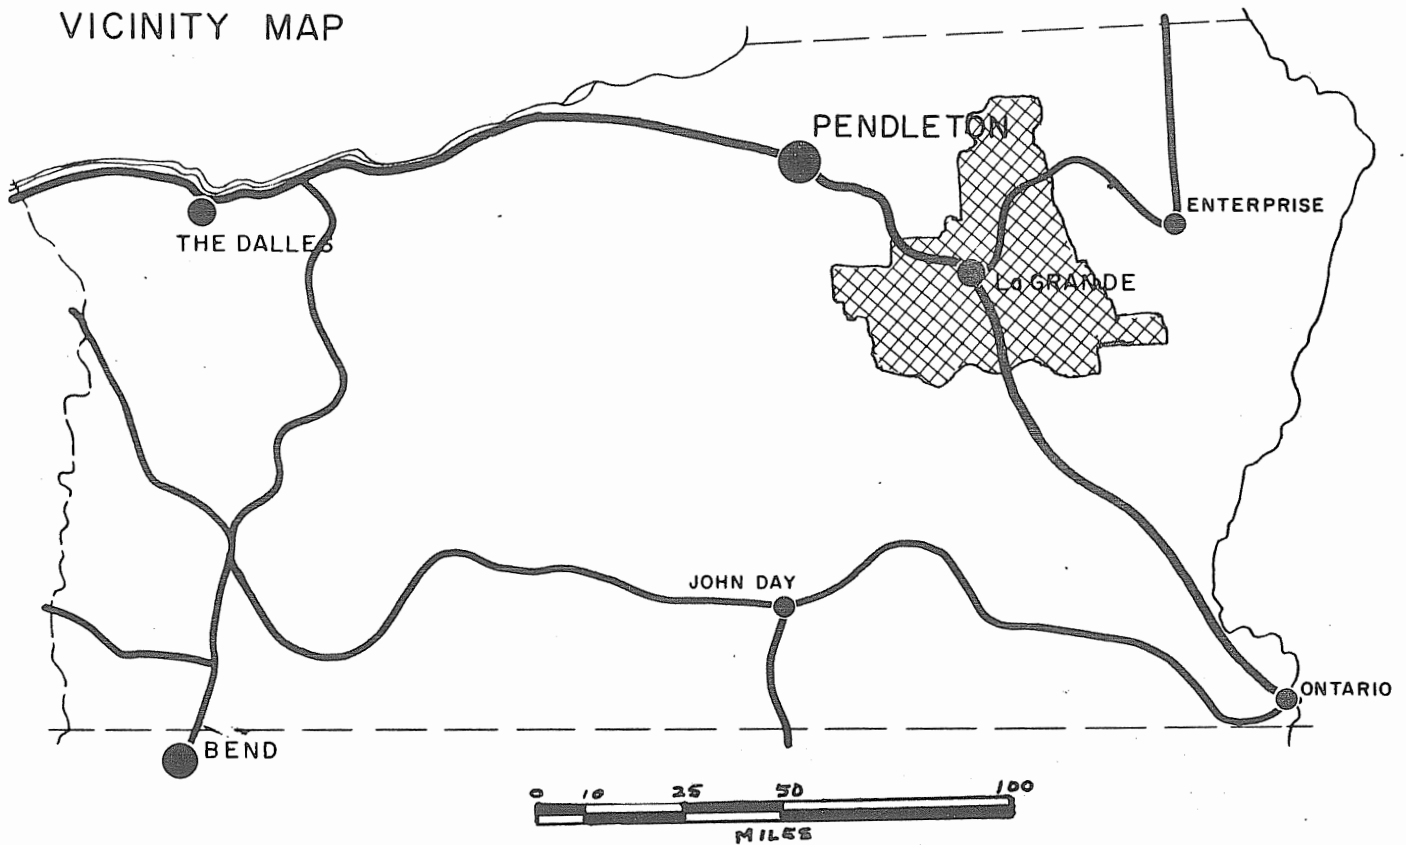 VICINITY MAP
PENDLETON
ENTERPRISE
THE DALLES
La GRANDE
JOHN DAY
ONTARIO
BEND
0 10 25 50 100
MILES